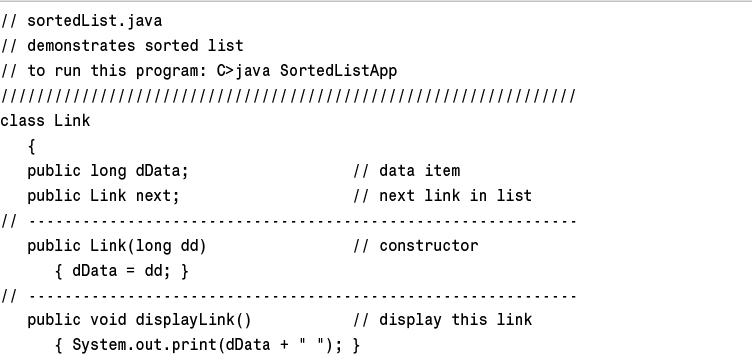 // sortedList.java
// demonstrates sorted list
// to run this program: C>java SortedListApp
////////////////////////////////////////////////////////////////
class Link
   {
   public long dData;                  // data item
   public Link next;                   // next link in list
// -------------------------------------------------------------
   public Link(long dd)                // constructor
      { dData = dd; }
// -------------------------------------------------------------
   public void displayLink()           // display this link
      { System.out.print(dData + " "); }